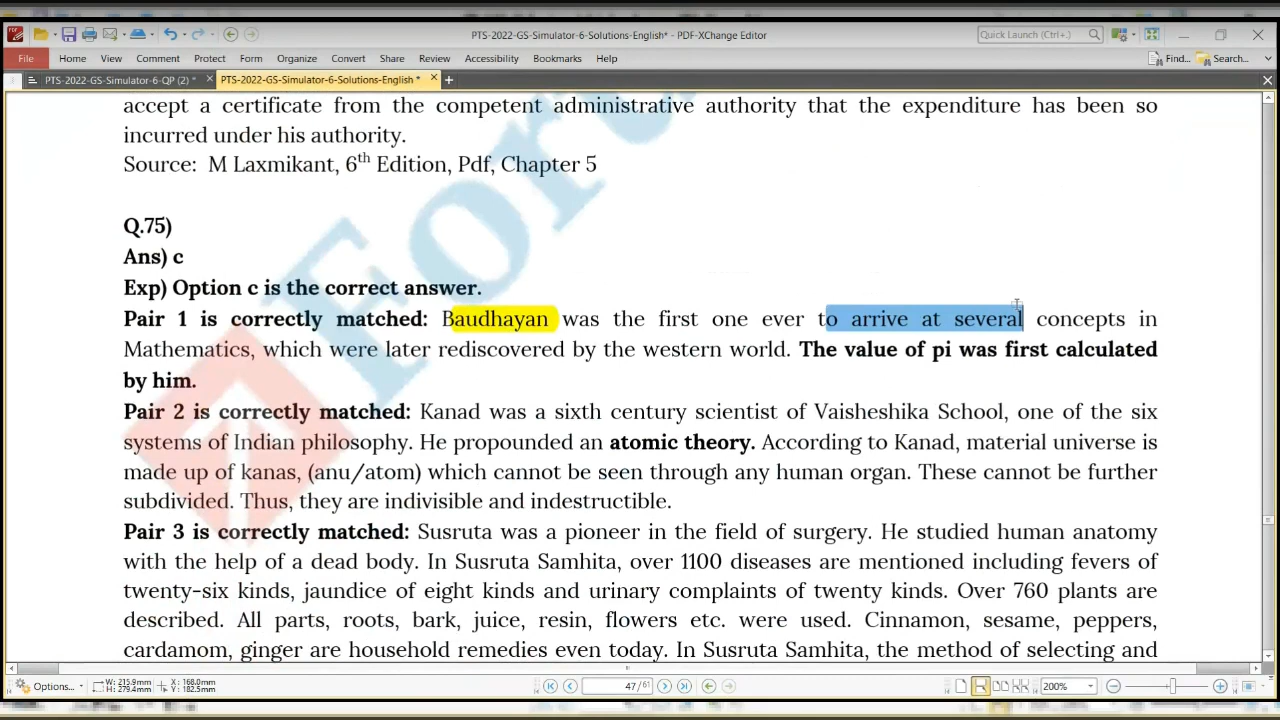 PTS-2022-GS-Simulator-6-Solutions-English* - PDF-XChange Editor
Quick Launch (Ctrl+.)
File Home View Comment Protect Form Organize Convert Share Review Accessibility Bookmarks Help
Find... Search...
PTS-2022-GS-Simulator-6-QP (2) * PTS-2022-GS-Simulator-6-Solutions-English *
accept a certificate from the competent administrative authority that the expenditure has been so
incurred under his authority.
Source: M Laxmikant, 6th Edition, Pdf, Chapter 5
Q.75)
Ans) c
Exp) Option c is the correct answer.
Pair 1 is correctly matched: Baudhayan was the first one ever to arrive at several concepts in
Mathematics, which were later rediscovered by the western world. The value of pi was first calculated
by him.
Pair 2 is correctly matched: Kanad was a sixth century scientist of Vaisheshika School, one of the six
systems of Indian philosophy. He propounded an atomic theory. According to Kanad, material universe is
made up of kanas, (anu/atom) which cannot be seen through any human organ. These cannot be further
subdivided. Thus, they are indivisible and indestructible.
Pair 3 is correctly matched: Susruta was a pioneer in the field of surgery. He studied human anatomy
with the help of a dead body. In Susruta Samhita, over 1100 diseases are mentioned including fevers of
twenty-six kinds, jaundice of eight kinds and urinary complaints of twenty kinds. Over 760 plants are
described. All parts, roots, bark, juice, resin, flowers etc. were used. Cinnamon, sesame, peppers,
cardamom, ginger are household remedies even today. In Susruta Samhita, the method of selecting and
Options... W: 215.9mm X: 168.0mm 47/61 200%
H: 279.4mm Y: 182.5mm